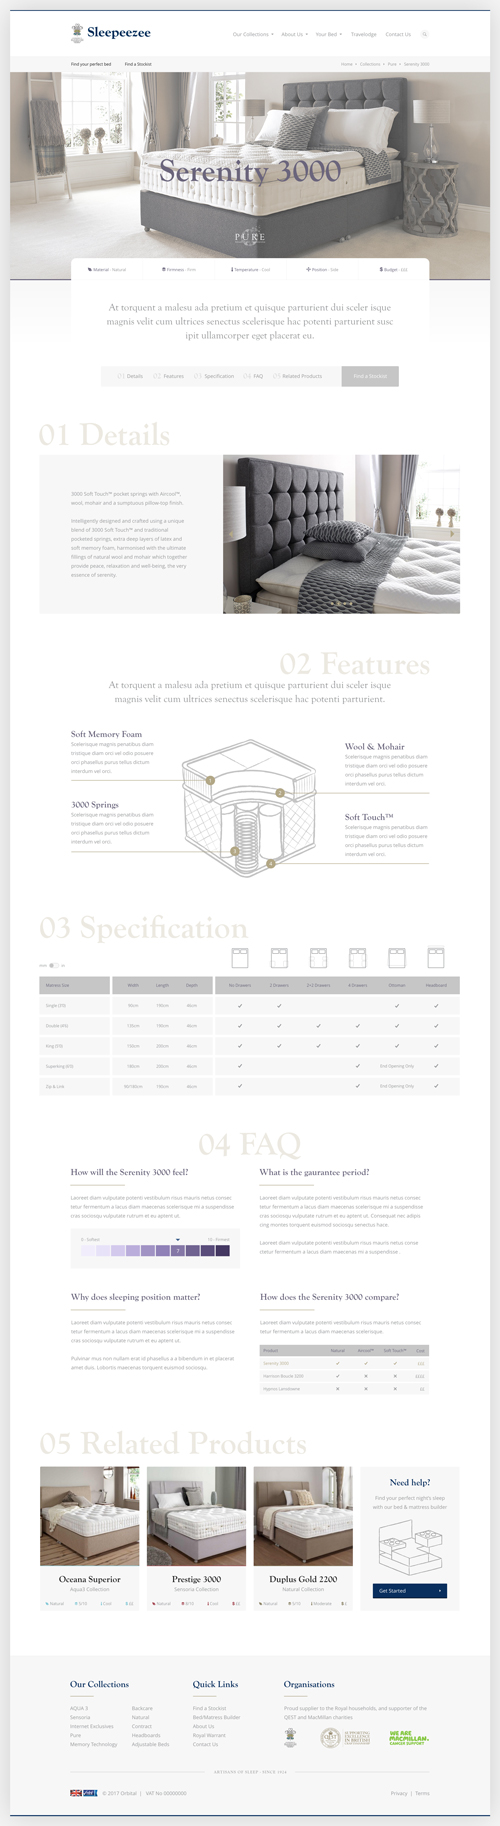 Sleepeezee
Our Collections
About Us
Your Bed
Travelodge
Contact Us
Find your perfect bed
Find a Stockist
Home
Collections
Pure
Serenity 3000
Serenity 3000
PURE
Material - Natural
Firmness - Firm
Temperature - Cool
Position - Side
Budget - £££
At torquent a malesu ada pretium et quisque parturient dui sceler isque
magnis velit cum ultrices senectus scelerisque hac potenti parturient susc
ipit ullamcorper eget placerat eu.
01 Details
02 Features
03 Specification
04 FAQ
05 Related Products
Find a Stockist
01 Details
3000 Soft Touch™ pocket springs with Aircool™,
wool, mohair and a sumptuous pillow-top finish.
Intelligently designed and crafted using a unique
blend of 3000 Soft Touch™ and traditional
pocketed springs, extra deep layers of latex and
soft memory foam, harmonised with the ultimate
fillings of natural wool and mohair which together
provide peace, relaxation and well-being, the very
essence of serenity.
02 Features
At torquent a malesu ada pretium et quisque parturient dui sceler isque
magnis velit cum ultrices senectus scelerisque hac potenti parturient.
Soft Memory Foam
Scelerisque magnis penatibus diam
tristique diam orci vel odio posuere
orci phasellus purus tellus dictum
interdum vel orci.
Wool & Mohair
Scelerisque magnis penatibus diam
tristique diam orci vel odio posuere
orci phasellus purus tellus dictum
interdum vel orci.
3000 Springs
Scelerisque magnis penatibus diam
tristique diam orci vel odio posuere
orci phasellus purus tellus dictum
interdum vel orci.
Soft Touch™
Scelerisque magnis penatibus diam
tristique diam orci vel odio posuere
orci phasellus purus tellus dictum
interdum vel orci.
1
2
3
4
03 Specification
Mattress Size
Width
Length
Depth
No Drawers
2 Drawers
2+2 Drawers
4 Drawers
Ottoman
Headboard
Single (3'0)
90cm
190cm
46cm
Double (4'6)
135cm
190cm
46cm
King (5'0)
150cm
200cm
46cm
Superking (6'0)
180cm
200cm
46cm
End Opening Only
Zip & Link
190cm
46cm
End Opening Only
04 FAQ
How will the Serenity 3000 feel?
Laoreet diam vulputate potenti vestibulum risus mauris netus consec
tetur fermentum a lacus diam maecenas scelerisque mi a suspendisse
cras sociosqu vulputate rutrum et eu aptent ut.
0 - Softest
10 - Firmest
7
What is the gaurantee period?
Laoreet diam vulputate potenti vestibulum risus mauris netus consec
tetur fermentum a lacus diam maecenas scelerisque mi a suspendisse
cras sociosqu vulputate rutrum et eu aptent ut. Consequat nec adipis
cing montes torquent euismod sociosqu senectus hace.
Laoreet diam vulputate potenti vestibulum risus mauris netus conse
ctetur fermentum a lacus diam maecenas mi a suspendisse.
Why does sleeping position matter?
Laoreet diam vulputate potenti vestibulum risus mauris netus consec
tetur fermentum a lacus diam maecenas scelerisque mi a suspendisse
cras sociosqu vulputate rutrum et eu aptent ut.
Pulvinar mus non nullam erat id phasellus a a bibendum in et placerat
amet duis. Lobortis maecenas torquent euismod sociosqu.
How does the Serenity 3000 compare?
Laoreet diam vulputate potenti vestibulum risus mauris netus consec
tetur fermentum a lacus diam maecenas scelerisque.
Product
Natural
Aircool™
Soft Touch™
Cost
Serenity 3000
£££
Harrison Boucle 3000
££££
Hypnos Lansdowne
££
05 Related Products
Oceana Superior
Aqua3 Collection
Natural
5/10
Cool
££
Prestige 3000
Sensoria Collection
Natural
8/10
Cool
££
Duplus Gold 2200
Natural Collection
Natural
5/10
Moderate
£
Need help?
Find your perfect night's sleep
with our bed & mattress builder
Get Started
Our Collections
AQUA 3
Sensoria
Internet Exclusives
Pure
Memory Technology
Backcare
Natural
Contract
Headboards
Adjustable Beds
Quick Links
Find a Stockist
Bed/Matress Builder
About Us
Royal Warrant
Contact Us
Organisations
Proud supplier to the Royal households, and supporter of the
QEST and MacMillan charities
QEST
SUPPORTING
EXCELLENCE
IN BRITISH
WE ARE
MACMILLAN.
CANCER SUPPORT
ARTISANS OF SLEEP - SINCE 1924
© 2017 Orbital | VAT No 00000000
Privacy | Terms